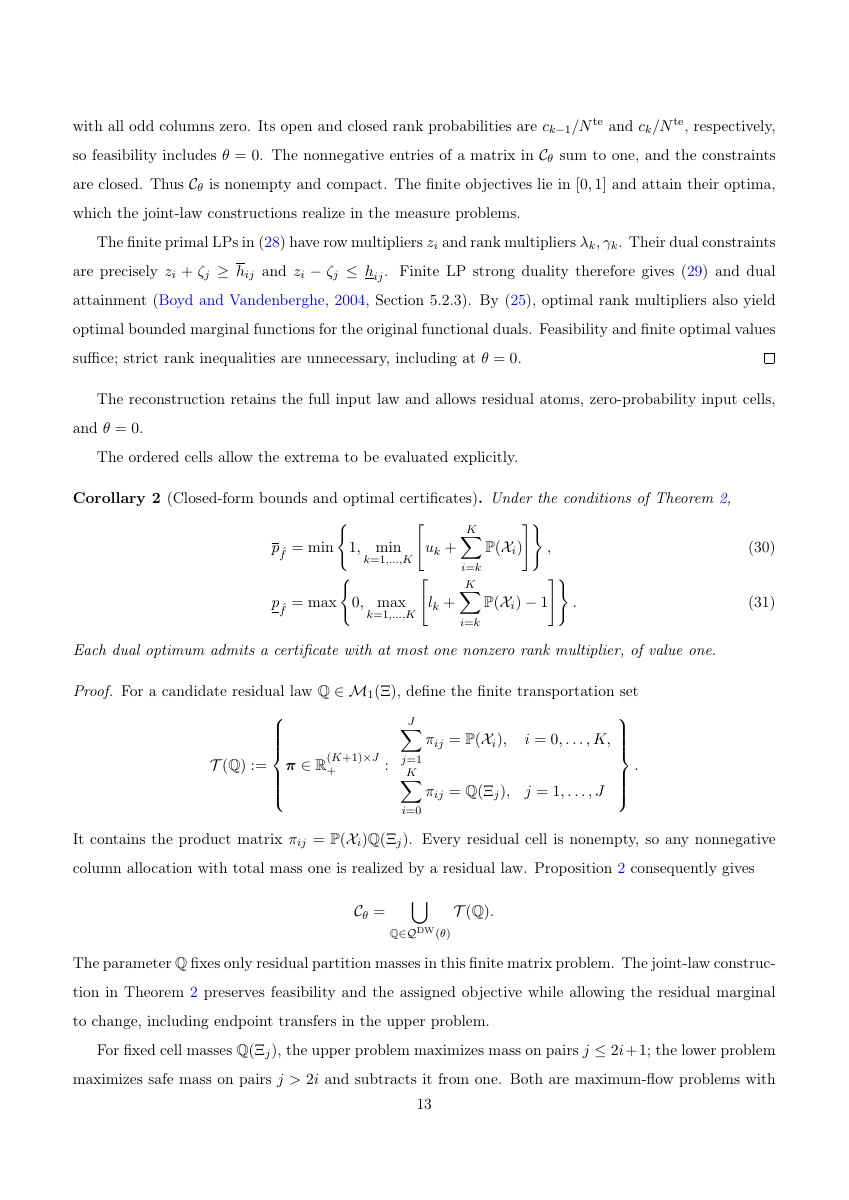 with all odd columns zero. Its open and closed rank probabilities are c_{k−1}/N^{te} and c_k/N^{te}, respectively,
so feasibility includes θ = 0. The nonnegative entries of a matrix in 𝒞_θ sum to one, and the constraints
are closed. Thus 𝒞_θ is nonempty and compact. The finite objectives lie in [0, 1] and attain their optima,
which the joint-law constructions realize in the measure problems.
The finite primal LPs in (28) have row multipliers z_i and rank multipliers λ_k, γ_k. Their dual constraints
are precisely z_i + ζ_j ≥ \overline{h}_{ij} and z_i − ζ_j ≤ \underline{h}_{ij}. Finite LP strong duality therefore gives (29) and dual
attainment (Boyd and Vandenberghe, 2004, Section 5.2.3). By (25), optimal rank multipliers also yield
optimal bounded marginal functions for the original functional duals. Feasibility and finite optimal values
suffice; strict rank inequalities are unnecessary, including at θ = 0. □
The reconstruction retains the full input law and allows residual atoms, zero-probability input cells,
and θ = 0.
The ordered cells allow the extrema to be evaluated explicitly.
Corollary 2 (Closed-form bounds and optimal certificates). Under the conditions of Theorem 2,
\overline{p}_{\hat{f}} = min { 1, min_{k=1,...,K} [ u_k + ∑_{i=k}^{K} ℙ(𝒳_i) ] } , (30)
\underline{p}_{\hat{f}} = max { 0, max_{k=1,...,K} [ l_k + ∑_{i=k}^{K} ℙ(𝒳_i) − 1 ] } . (31)
Each dual optimum admits a certificate with at most one nonzero rank multiplier, of value one.
Proof. For a candidate residual law ℚ ∈ ℳ_1(Ξ), define the finite transportation set
𝒯(ℚ) := { π ∈ ℝ_+^{(K+1)×J} : ∑_{j=1}^{J} π_{ij} = ℙ(𝒳_i), i = 0, . . . , K,
∑_{i=0}^{K} π_{ij} = ℚ(Ξ_j), j = 1, . . . , J } .
It contains the product matrix π_{ij} = ℙ(𝒳_i)ℚ(Ξ_j). Every residual cell is nonempty, so any nonnegative
column allocation with total mass one is realized by a residual law. Proposition 2 consequently gives
𝒞_θ = ⋃_{ℚ∈𝒬^{DW}(θ)} 𝒯(ℚ).
The parameter ℚ fixes only residual partition masses in this finite matrix problem. The joint-law construc-
tion in Theorem 2 preserves feasibility and the assigned objective while allowing the residual marginal
to change, including endpoint transfers in the upper problem.
For fixed cell masses ℚ(Ξ_j), the upper problem maximizes mass on pairs j ≤ 2i+1; the lower problem
maximizes safe mass on pairs j > 2i and subtracts it from one. Both are maximum-flow problems with
13